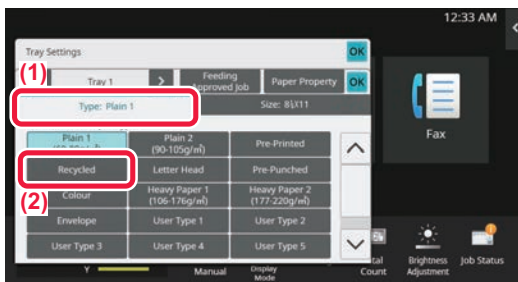 12:33 AM
Tray Settings
OK
(1)
Tray 1
>
Feeding
Approved Job
Paper Property
OK
Type: Plain 1
Size: 8½X11
Plain 1
Plain 2
(90-105g/㎡)
Pre-Printed
Recycled
Letter Head
Pre-Punched
(2)
Colour
Heavy Paper 1
(106-176g/㎡)
Heavy Paper 2
(177-220g/㎡)
Envelope
User Type 1
User Type 2
User Type 3
User Type 4
User Type 5
Fax
Y
Manual
Display
Mode
Count
Brightness
Adjustment
Job Status